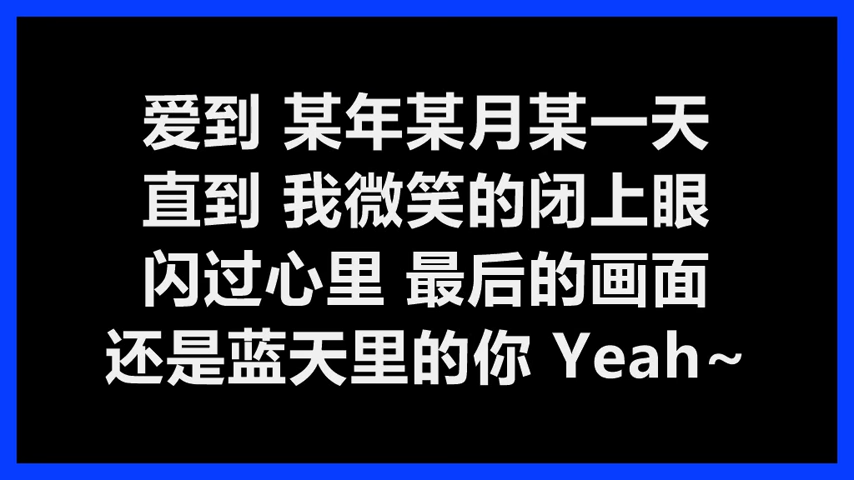 爱到 某年某月某一天
直到 我微笑的闭上眼
闪过心里 最后的画面
还是蓝天里的你 Yeah~